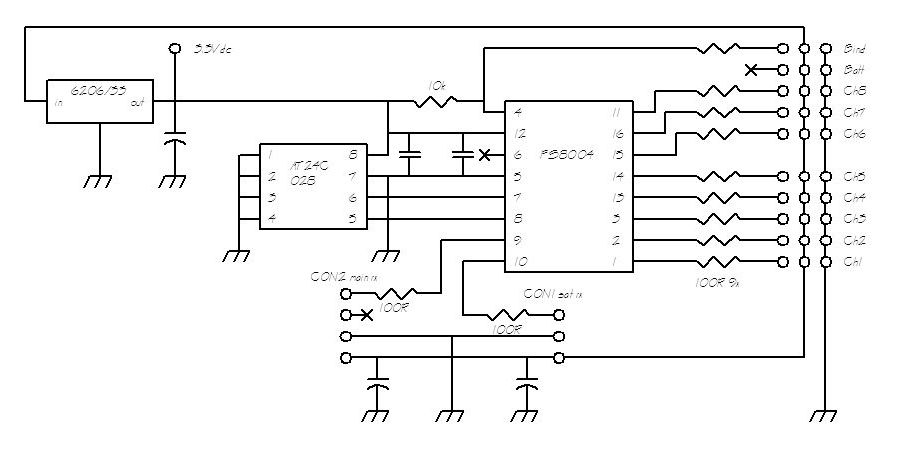 3.3Vdc
Bind
Batt
6206/33
in
out
10k
Ch8
4
11
Ch7
12
16
Ch6
AT24C
02B
1
8
6
PS8004
15
2
7
5
14
Ch5
3
6
7
13
Ch4
4
5
8
3
Ch3
9
2
Ch2
10
1
Ch1
CON2 main rx
100R 9x
CON1 sat rx
100R
100R